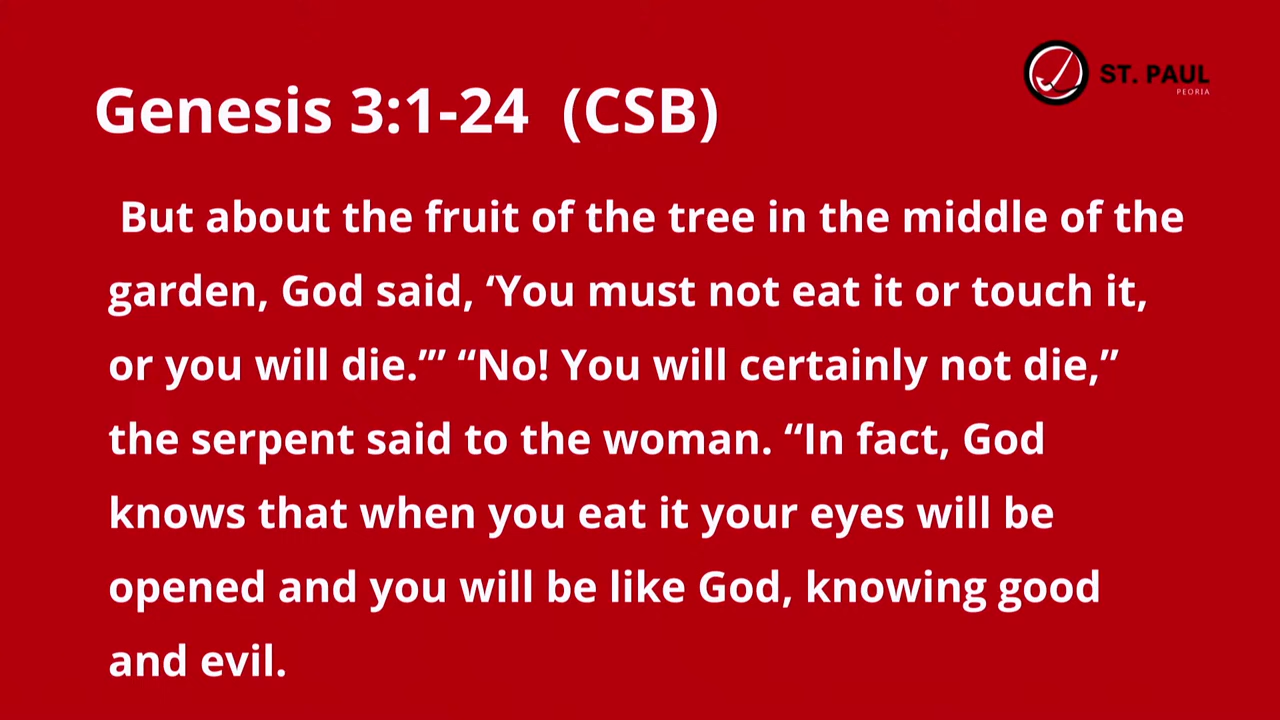 ST. PAUL
PEORIA
Genesis 3:1-24 (CSB)
But about the fruit of the tree in the middle of the
garden, God said, ‘You must not eat it or touch it,
or you will die.’” “No! You will certainly not die,”
the serpent said to the woman. “In fact, God
knows that when you eat it your eyes will be
opened and you will be like God, knowing good
and evil.